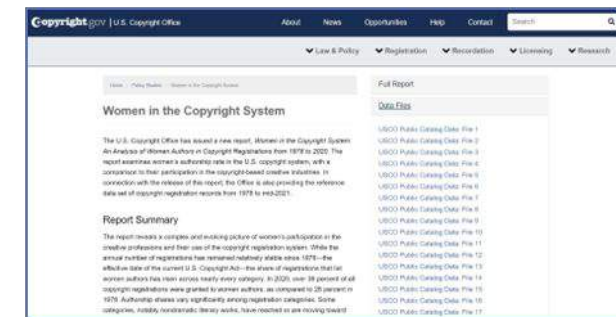 Copyright.gov | U.S. Copyright Office
About News Opportunities Help Contact Search
Law & Policy Registration Recordation Licensing Research
Home / Policy Studies / Women in the Copyright System
Women in the Copyright System
The U.S. Copyright Office has issued a new report, Women in the Copyright System:
An Analysis of Women Authors in Copyright Registrations from 1978 to 2020. The
report examines women's authorship rate in the U.S. copyright system, with a
comparison to their participation in the copyright-based creative industries. In
connection with the release of this report, the Office is also providing the reference
data set of copyright registration records from 1978 to mid-2021.
Report Summary
The report reveals a complex and evolving picture of women's participation in the
creative professions and their use of the copyright registration system. While the
annual number of registrations has remained relatively stable since 1978—the
effective date of the current U.S. Copyright Act—the share of registrations that list
women authors has risen across nearly every category. In 2020, over 38 percent of all
copyright registrations were granted to women authors, as compared to 28 percent in
1978. Authorship shares vary significantly among registration categories. Some
categories, notably nondramatic literary works, have reached or are moving toward
Full Report
Data Files
USCO Public Catalog Data: File 1
USCO Public Catalog Data: File 2
USCO Public Catalog Data: File 3
USCO Public Catalog Data: File 4
USCO Public Catalog Data: File 5
USCO Public Catalog Data: File 6
USCO Public Catalog Data: File 7
USCO Public Catalog Data: File 8
USCO Public Catalog Data: File 9
USCO Public Catalog Data: File 10
USCO Public Catalog Data: File 11
USCO Public Catalog Data: File 12
USCO Public Catalog Data: File 13
USCO Public Catalog Data: File 14
USCO Public Catalog Data: File 15
USCO Public Catalog Data: File 16
USCO Public Catalog Data: File 17